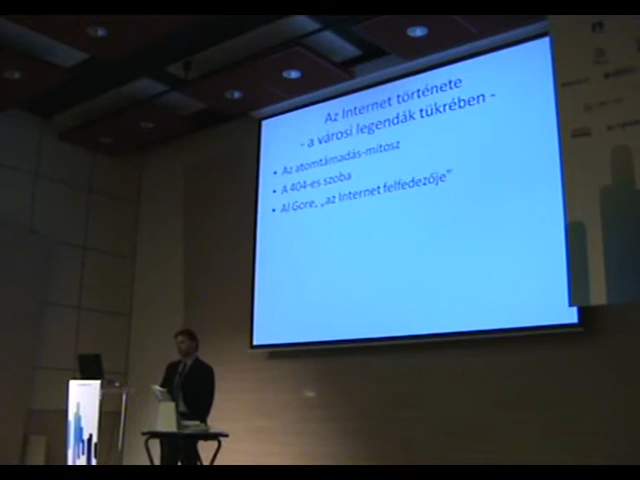 Az Internet története
- a városi legendák tükrében -
• Az atomtámadás-mítosz
• A 404-es szoba
• Al Gore, „az Internet felfedezője”